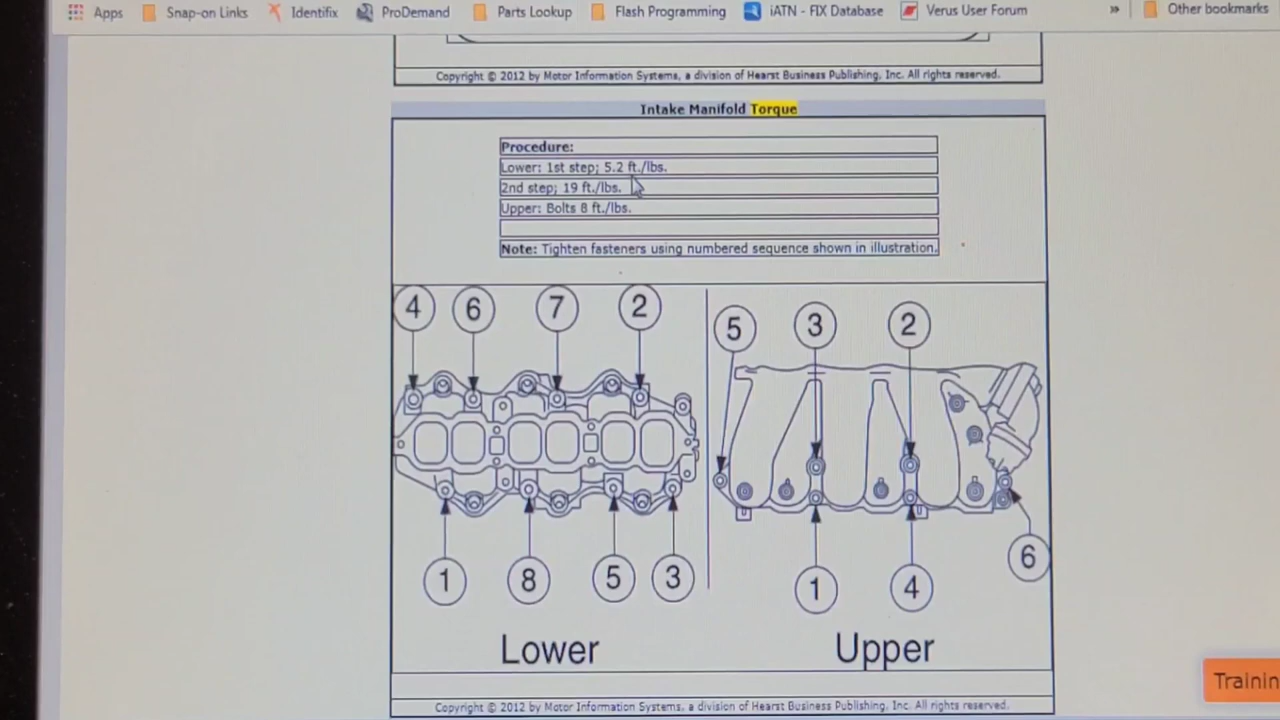 Apps Snap-on Links Identifix ProDemand Parts Lookup Flash Programming iATN - FIX Database Verus User Forum » Other bookmarks
Copyright © 2012 by Motor Information Systems, a division of Hearst Business Publishing, Inc. All rights reserved.
Intake Manifold Torque
Procedure:
Lower: 1st step; 5.2 ft./lbs.
2nd step; 19 ft./lbs.
Upper: Bolts 8 ft./lbs.
Note: Tighten fasteners using numbered sequence shown in illustration.
4 6 7 2 5 3 2
1 8 5 3 1 4 6
Lower Upper
Trainin
Copyright © 2012 by Motor Information Systems, a division of Hearst Business Publishing, Inc. All rights reserved.